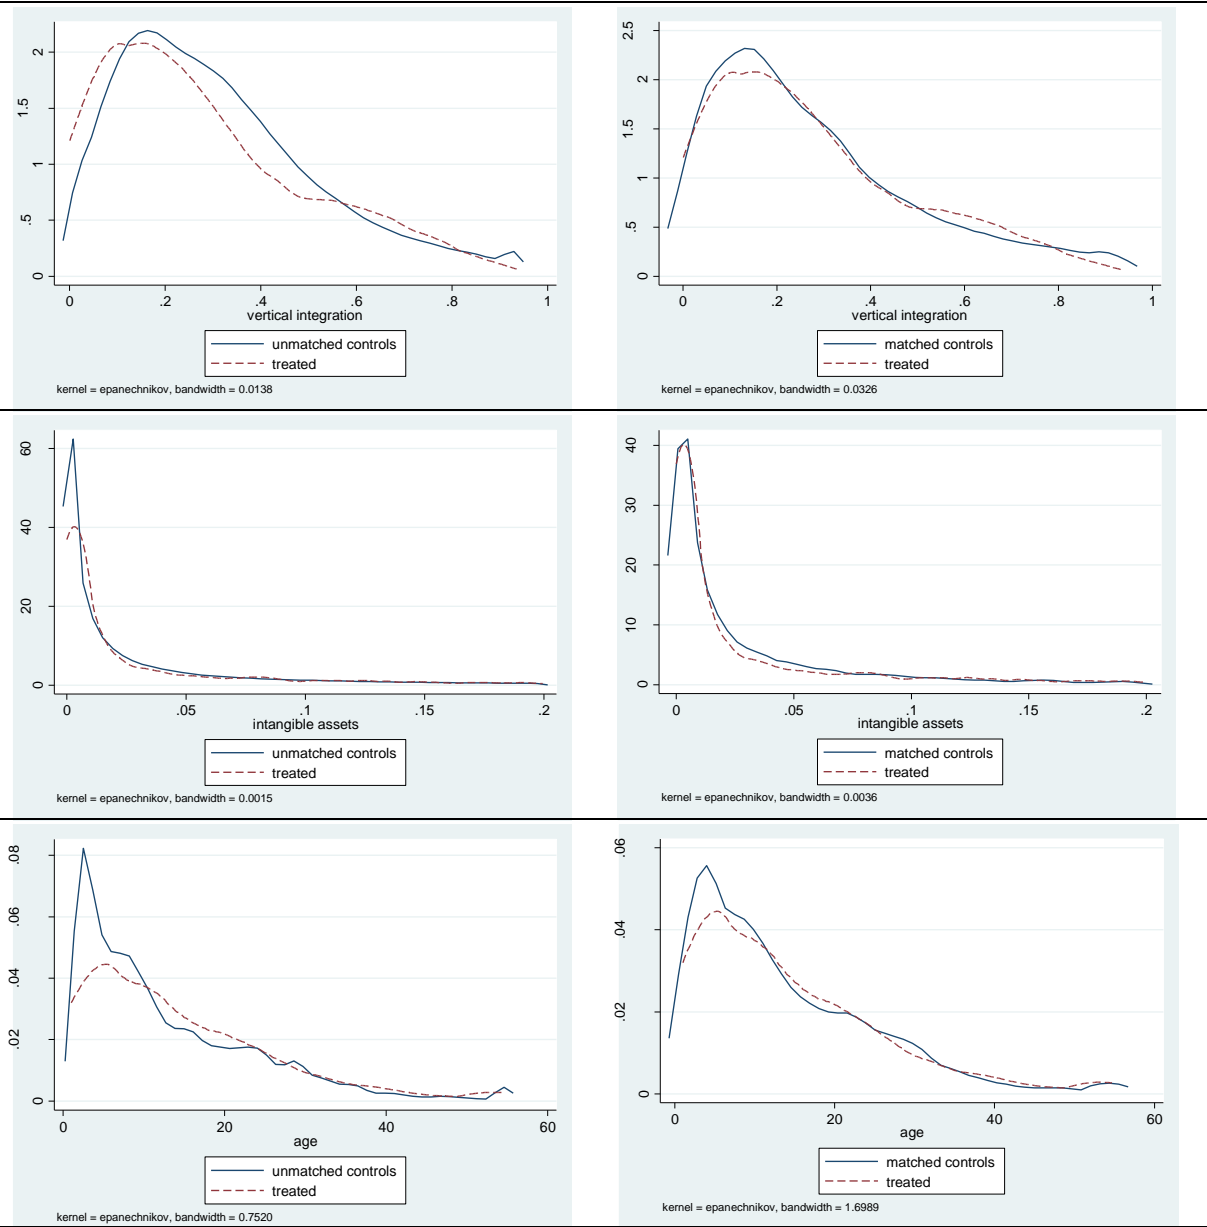 2
1.5
1
.5
0
0 .2 .4 .6 .8 1
vertical integration
unmatched controls
treated
kernel = epanechnikov, bandwidth = 0.0138
2.5
2
1.5
1
.5
0
0 .2 .4 .6 .8 1
vertical integration
matched controls
treated
kernel = epanechnikov, bandwidth = 0.0326
60
40
20
0
0 .05 .1 .15 .2
intangible assets
unmatched controls
treated
kernel = epanechnikov, bandwidth = 0.0015
40
30
20
10
0
0 .05 .1 .15 .2
intangible assets
matched controls
treated
kernel = epanechnikov, bandwidth = 0.0036
.08
.06
.04
.02
0
0 20 40 60
age
unmatched controls
treated
kernel = epanechnikov, bandwidth = 0.7520
.06
.04
.02
0
0 20 40 60
age
matched controls
treated
kernel = epanechnikov, bandwidth = 1.6989